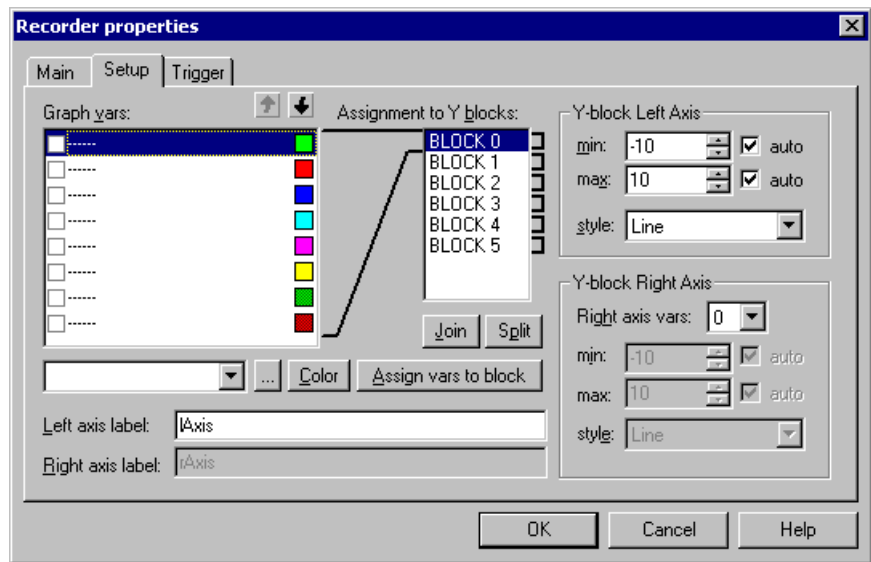 Recorder properties
Main Setup Trigger
Graph vars:
------
------
------
------
------
------
------
------
... Color Assign vars to block
Assignment to Y blocks:
BLOCK 0
BLOCK 1
BLOCK 2
BLOCK 3
BLOCK 4
BLOCK 5
Join Split
Left axis label: lAxis
Right axis label: rAxis
Y-block Left Axis
min: -10 auto
max: 10 auto
style: Line
Y-block Right Axis
Right axis vars: 0
min: -10 auto
max: 10 auto
style: Line
OK Cancel Help